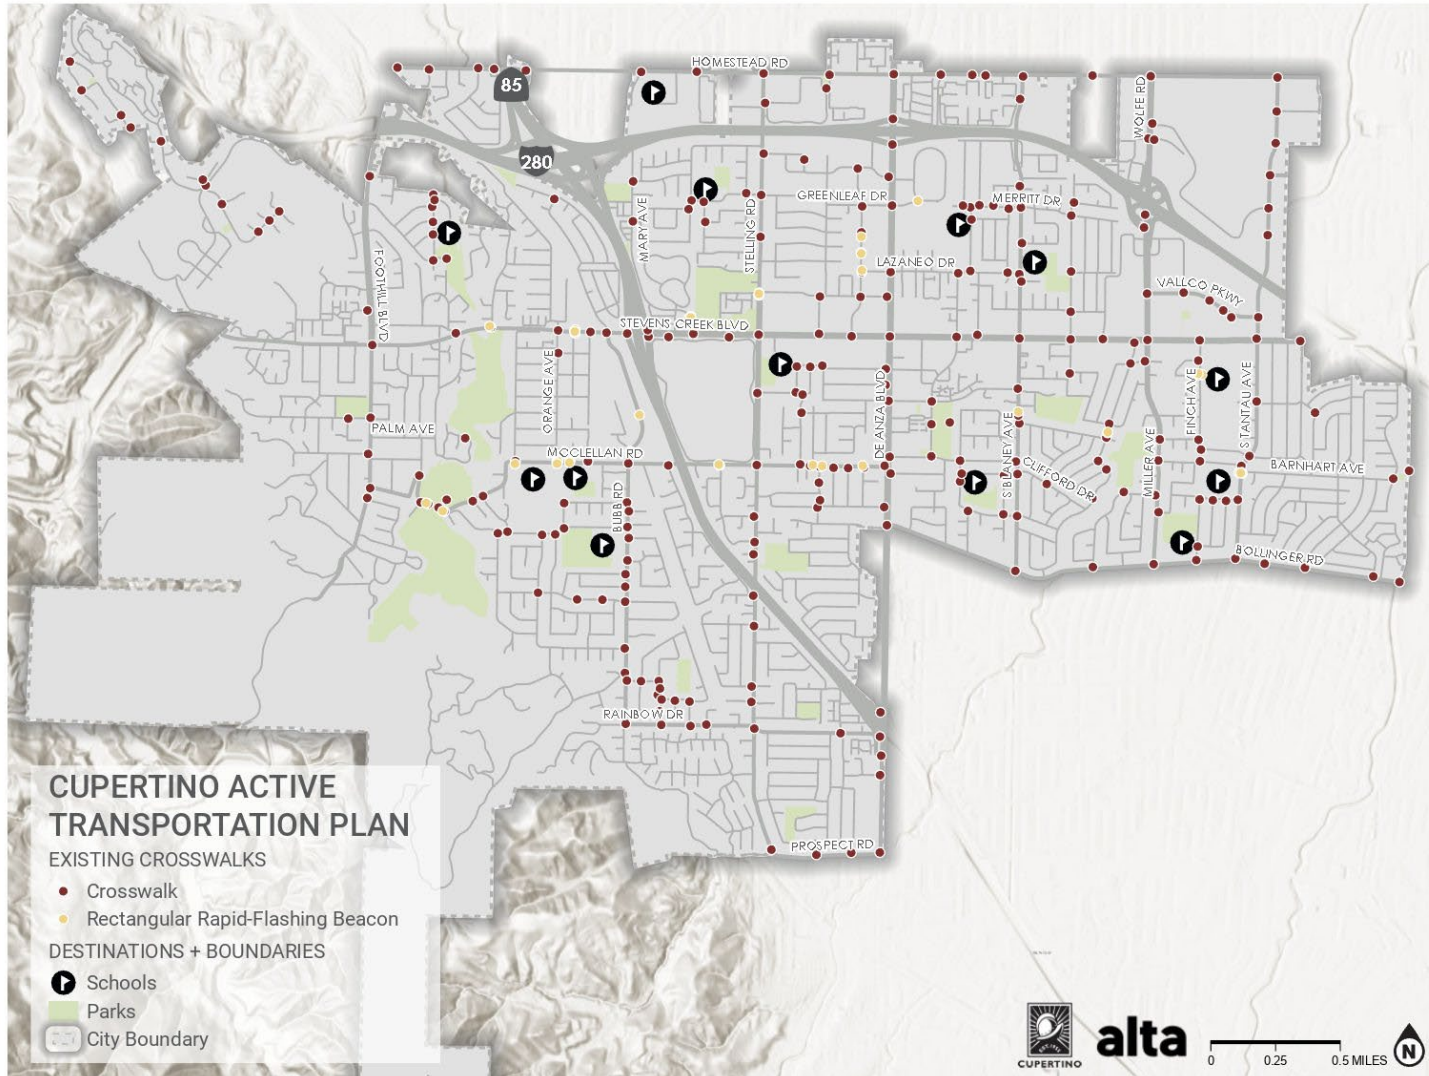 HOMESTEAD RD
85
280
WOLFE RD
GREENLEAF DR
MERRITT DR
MARY AVE
STELLING RD
FOOTHILL BLVD
LAZANEO DR
VALLCO PKWY
STEVENS CREEK BLVD
ORANGE AVE
DE ANZA BLVD
FINCH AVE
S TANTAU AVE
PALM AVE
S BLANEY AVE
MILLER AVE
MCCLELLAN RD
CLIFFORD DR
BARNHART AVE
BUBB RD
BOLLINGER RD
RAINBOW DR
PROSPECT RD
CUPERTINO ACTIVE
TRANSPORTATION PLAN
EXISTING CROSSWALKS
Crosswalk
Rectangular Rapid-Flashing Beacon
DESTINATIONS + BOUNDARIES
Schools
Parks
City Boundary
CUPERTINO
alta
0 0.25 0.5 MILES
N